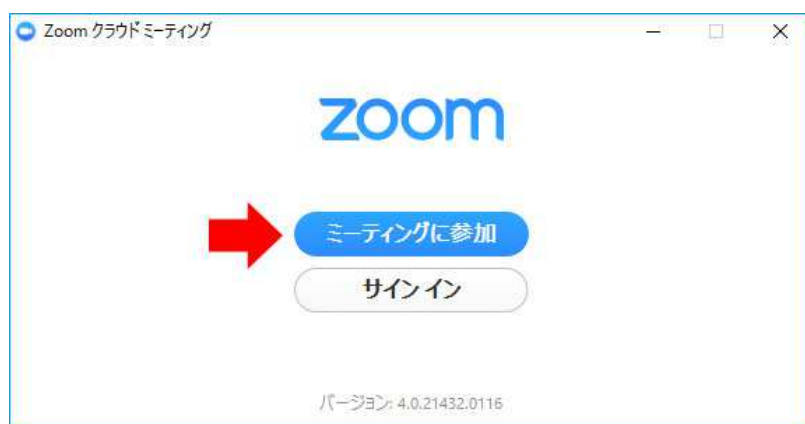 Zoom クラウド ミーティング
zoom
ミーティングに参加
サイン イン
バージョン: 4.0.21432.0116